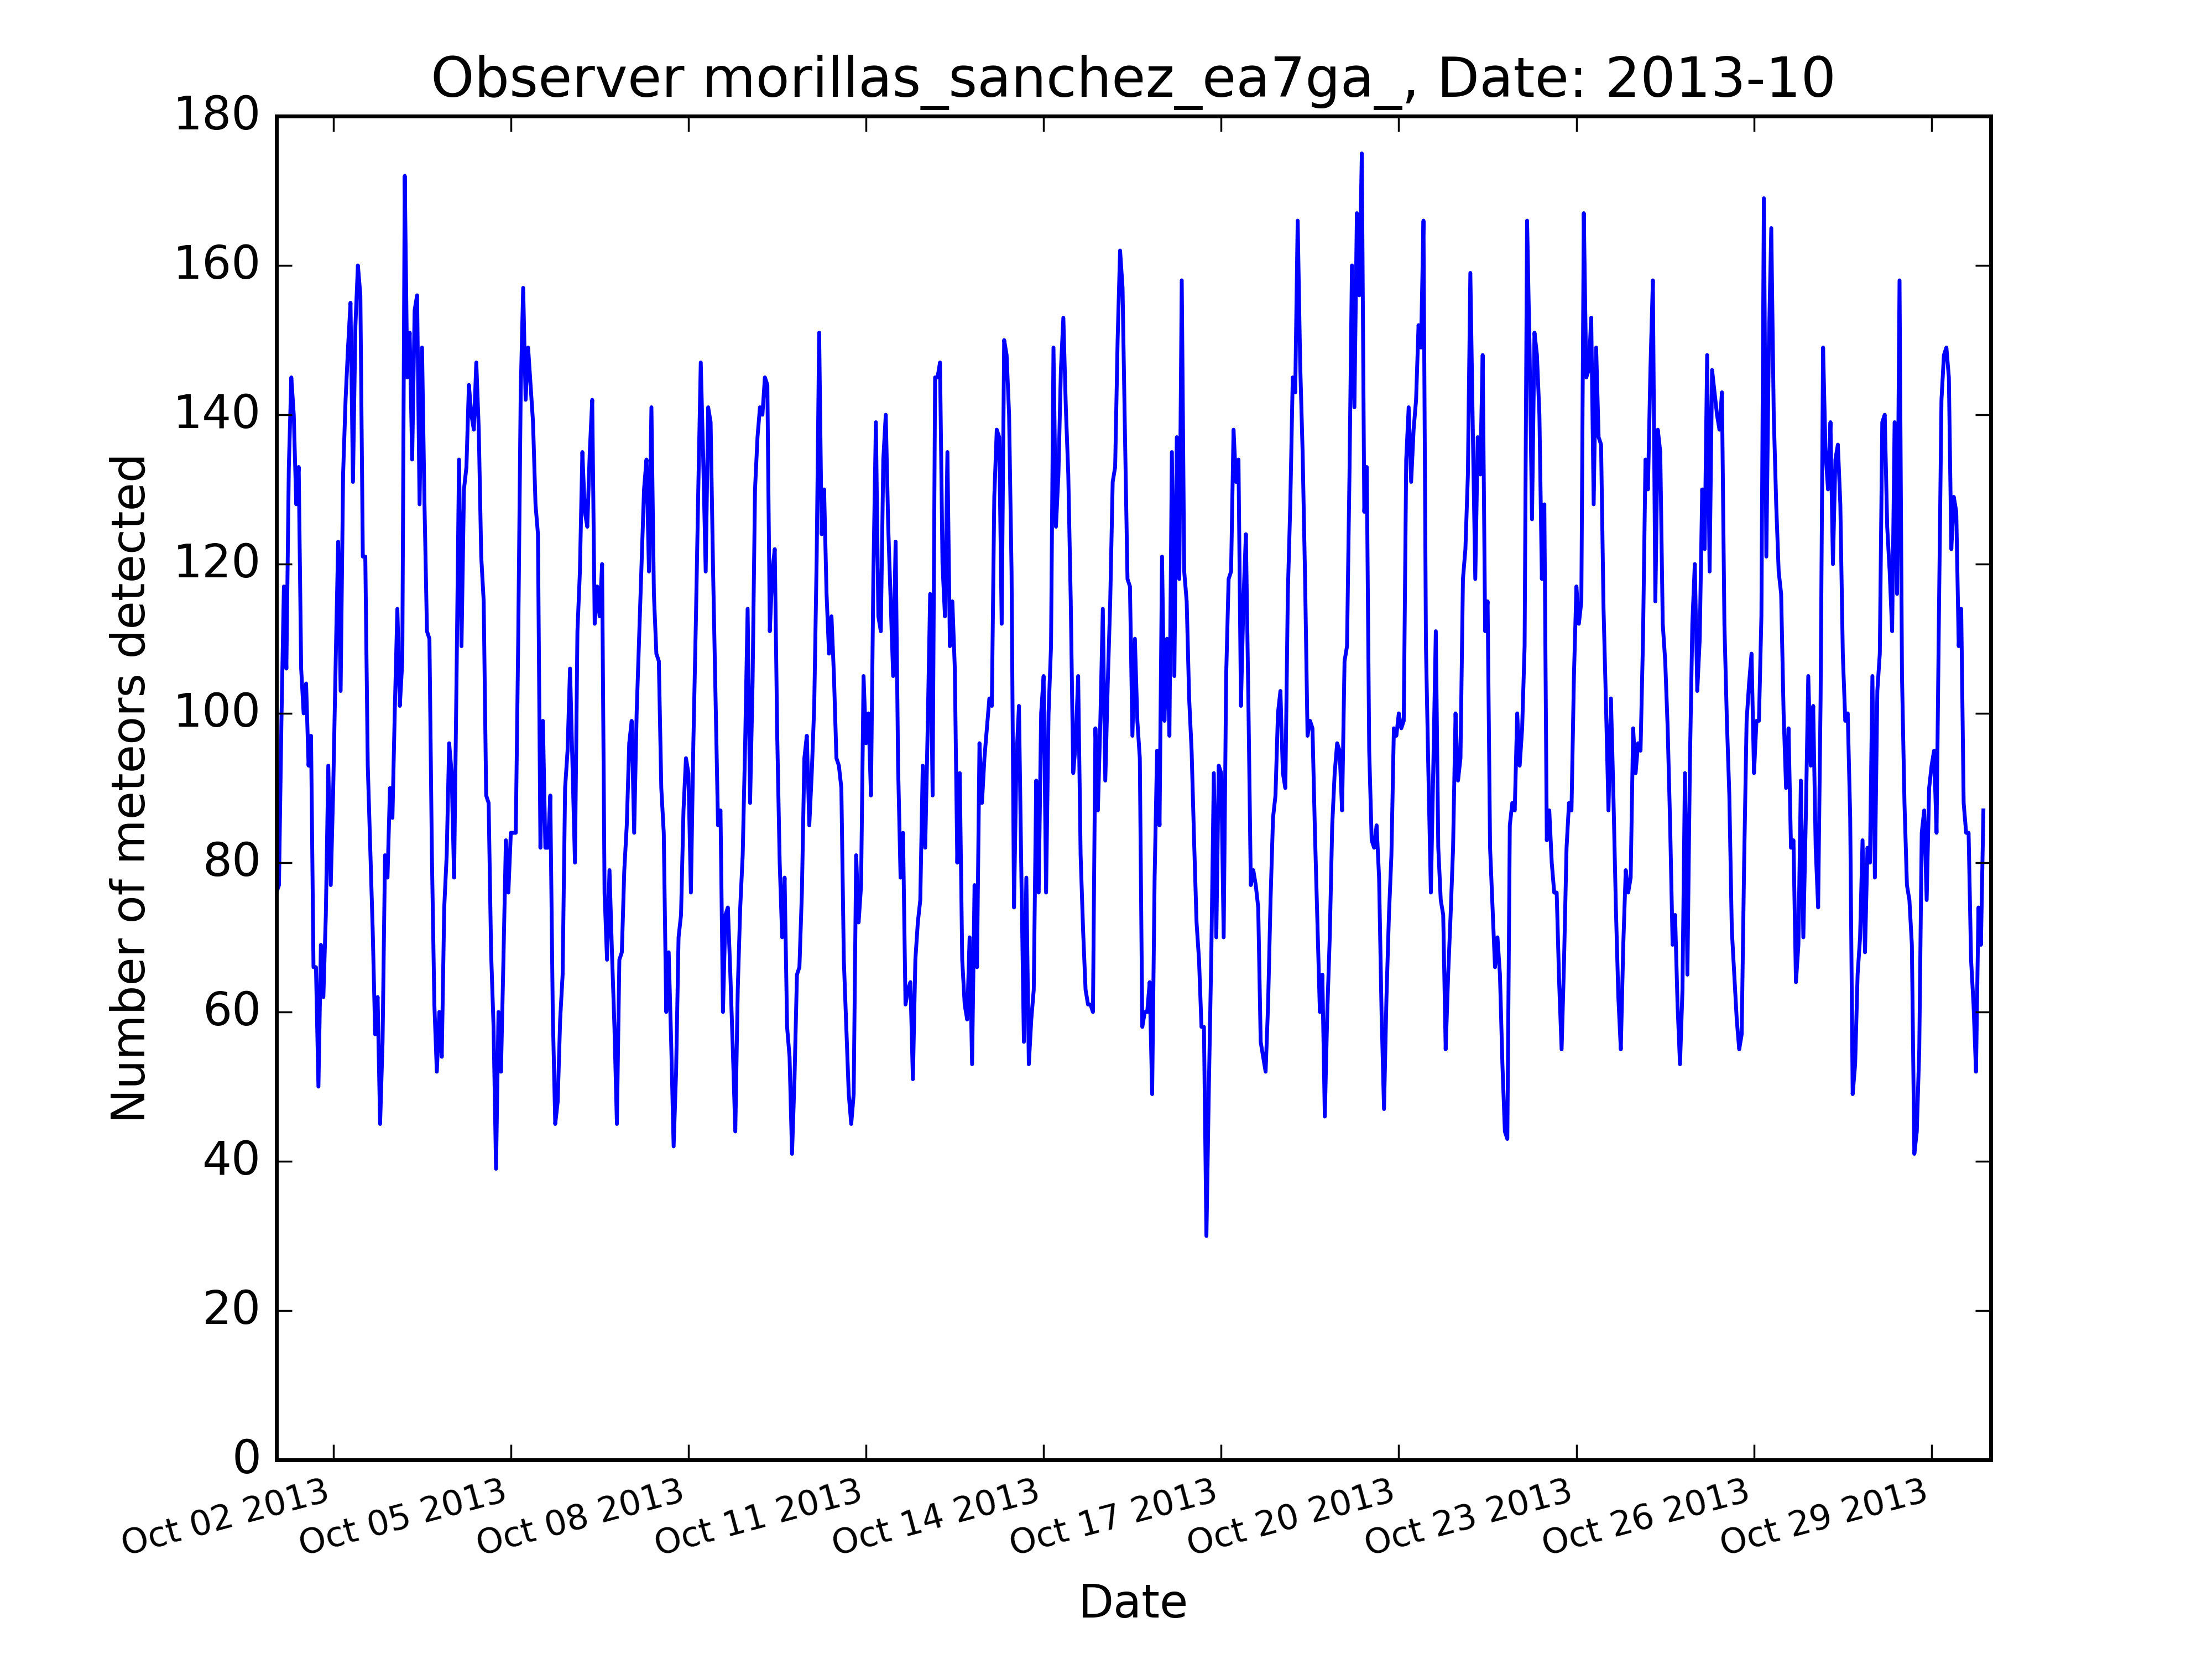 Observer morillas_sanchez_ea7ga_, Date: 2013-10
180
160
140
120
100
80
60
40
20
0
Number of meteors detected
Oct 02 2013
Oct 05 2013
Oct 08 2013
Oct 11 2013
Oct 14 2013
Oct 17 2013
Oct 20 2013
Oct 23 2013
Oct 26 2013
Oct 29 2013
Date